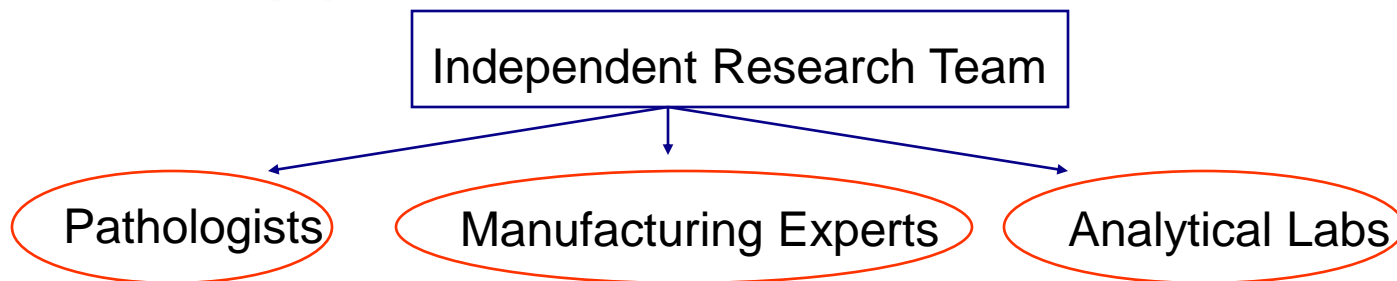 Independent Research Team
Pathologists
Manufacturing Experts
Analytical Labs